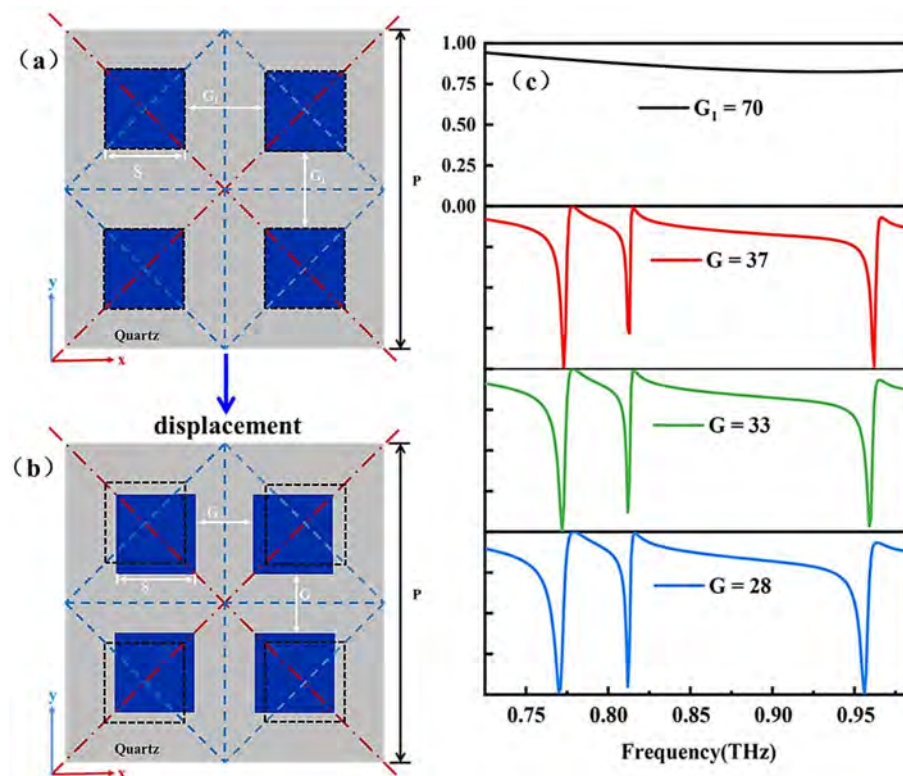 (a)
G₁
S
G₁
P
y
Quartz
x
displacement
(b)
G
S
G
P
y
Quartz
x
(c)
1.00
0.75
0.50
0.25
0.00
G₁ = 70
G = 37
G = 33
G = 28
0.75 0.80 0.85 0.90 0.95
Frequency(THz)